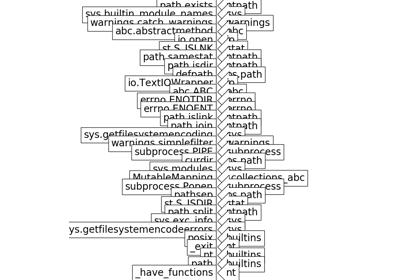 path.exists
ntpath
sys.builtin_module_names
sys
warnings.catch_warnings
warnings
abc.abstractmethod
abc
io.open
io
st.S_ISLNK
stat
path.samestat
ntpath
path.isdir
ntpath
defpath
os.path
io.TextIOWrapper
io
abc.ABC
abc
errno.ENOTDIR
errno
errno.ENOENT
errno
path.islink
ntpath
path.join
ntpath
sys.getfilesystemencoding
sys
warnings.simplefilter
warnings
subprocess.PIPE
subprocess
curdir
os.path
sys.modules
sys
MutableMapping
_collections_abc
subprocess.Popen
subprocess
pathsep
os.path
st.S_ISDIR
stat
path.split
ntpath
sys.exc_info
sys
ys.getfilesystemencodeerrors
sys
posix
builtins
_exit
nt
nt
builtins
path
builtins
_have_functions
nt